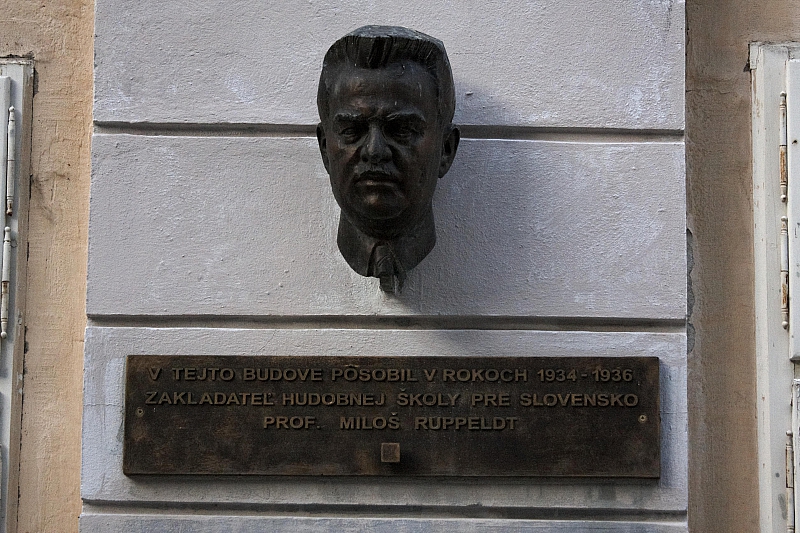 V TEJTO BUDOVE PÔSOBIL V ROKOCH 1934-1936
ZAKLADATEĽ HUDOBNEJ ŠKOLY PRE SLOVENSKO
PROF. MILOŠ RUPPELDT